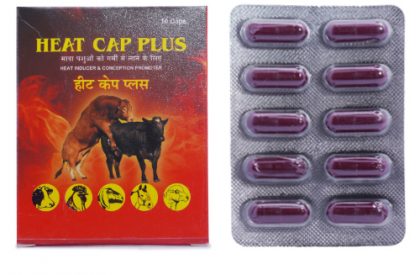 10 Caps.
HEAT CAP PLUS
मादा पशुओं को गर्मी में लाने के लिए
HEAT INDUCER & CONCEPTION PROMOTER
हीट केप प्लस